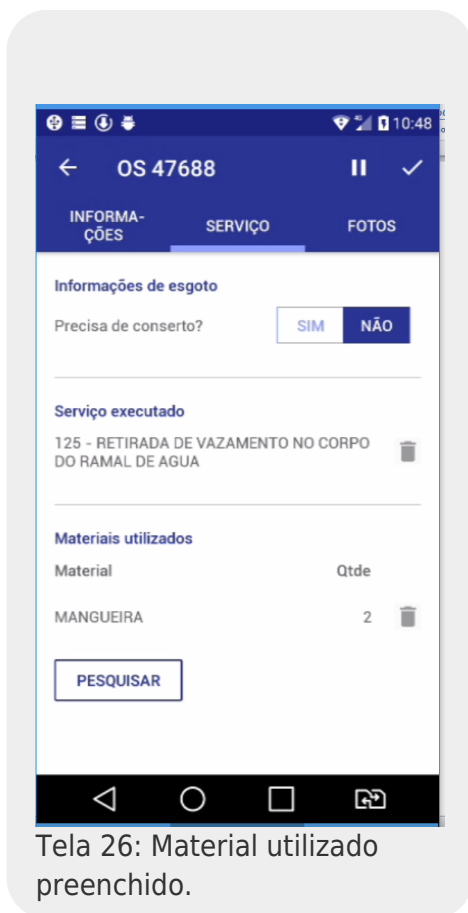 10:48
OS 47688
INFORMA-
ÇÕES
SERVIÇO
FOTOS
Informações de esgoto
Precisa de conserto?
SIM
NÃO
Serviço executado
125 - RETIRADA DE VAZAMENTO NO CORPO
DO RAMAL DE AGUA
Materiais utilizados
Material
Qtde
MANGUEIRA
2
PESQUISAR
Tela 26: Material utilizado
preenchido.